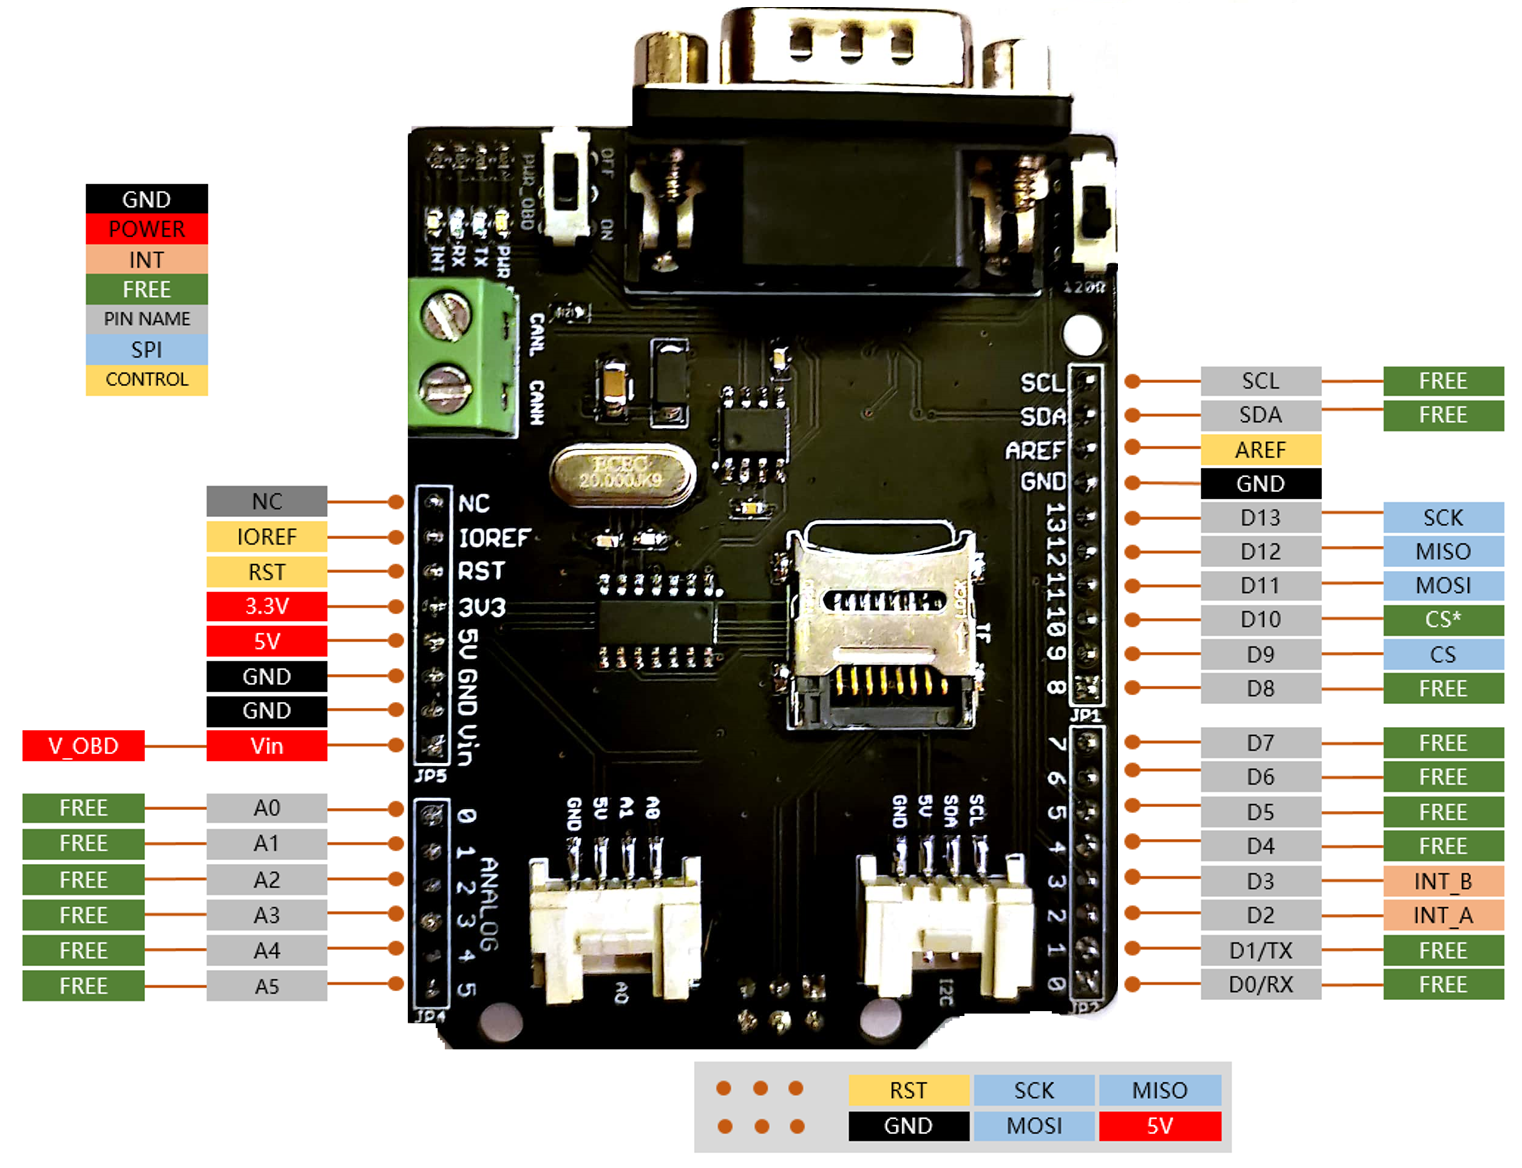 GND
POWER
INT
FREE
PIN NAME
SPI
CONTROL
OFF
PWR_OBD
ON
INT
RX
TX
PWR
120Ω
CANL
CANH
ECEC
20.000JK9
NC
IOREF
RST
3V3
5V
GND
Vin
JP5
SCL
SDA
AREF
GND
13
12
11
10
9
8
JP1
TF
7
6
5
4
3
2
1
0
JP2
0
1
2
3
4
5
ANALOG
JP4
GND
5V
A1
A0
A0
GND
5V
SDA
SCL
I2C
NC
IOREF
RST
3.3V
5V
GND
GND
V_OBD Vin
FREE A0
FREE A1
FREE A2
FREE A3
FREE A4
FREE A5
SCL FREE
SDA FREE
AREF
GND
D13 SCK
D12 MISO
D11 MOSI
D10 CS*
D9 CS
D8 FREE
D7 FREE
D6 FREE
D5 FREE
D4 FREE
D3 INT_B
D2 INT_A
D1/TX FREE
D0/RX FREE
RST SCK MISO
GND MOSI 5V